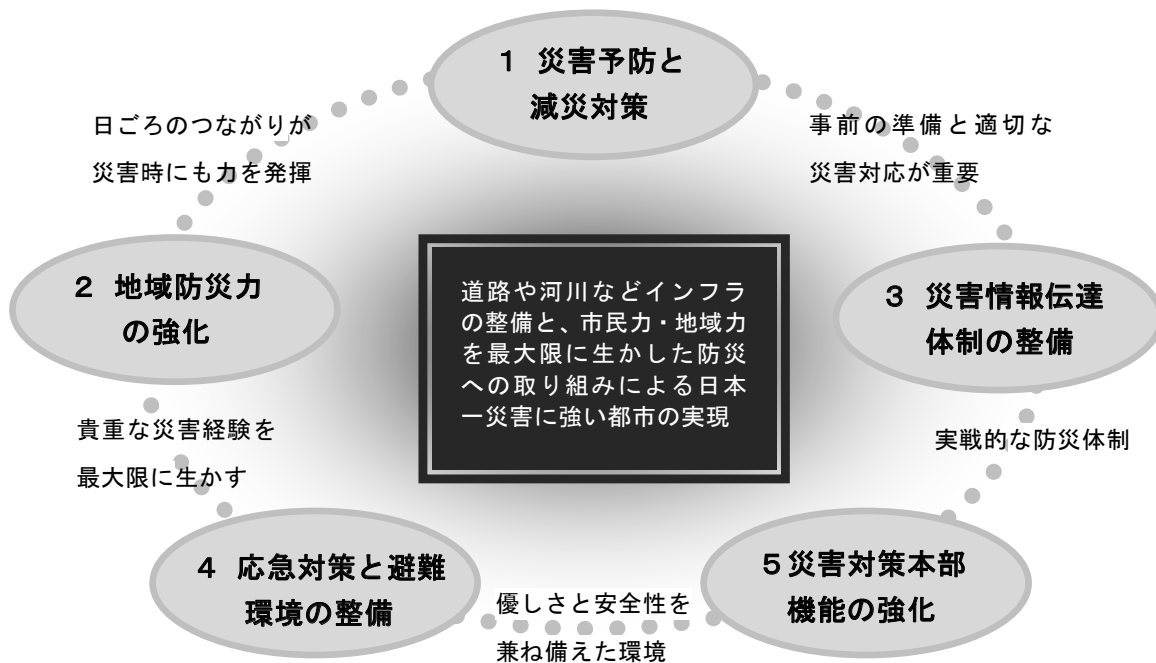 １ 災害予防と
減災対策
日ごろのつながりが
災害時にも力を発揮
事前の準備と適切な
災害対応が重要
２ 地域防災力
の強化
道路や河川などインフラ
の整備と、市民力・地域力
を最大限に生かした防災
への取り組みによる日本
一災害に強い都市の実現
３ 災害情報伝達
体制の整備
貴重な災害経験を
最大限に生かす
実戦的な防災体制
４ 応急対策と避難
環境の整備
優しさと安全性を
兼ね備えた環境
５災害対策本部
機能の強化